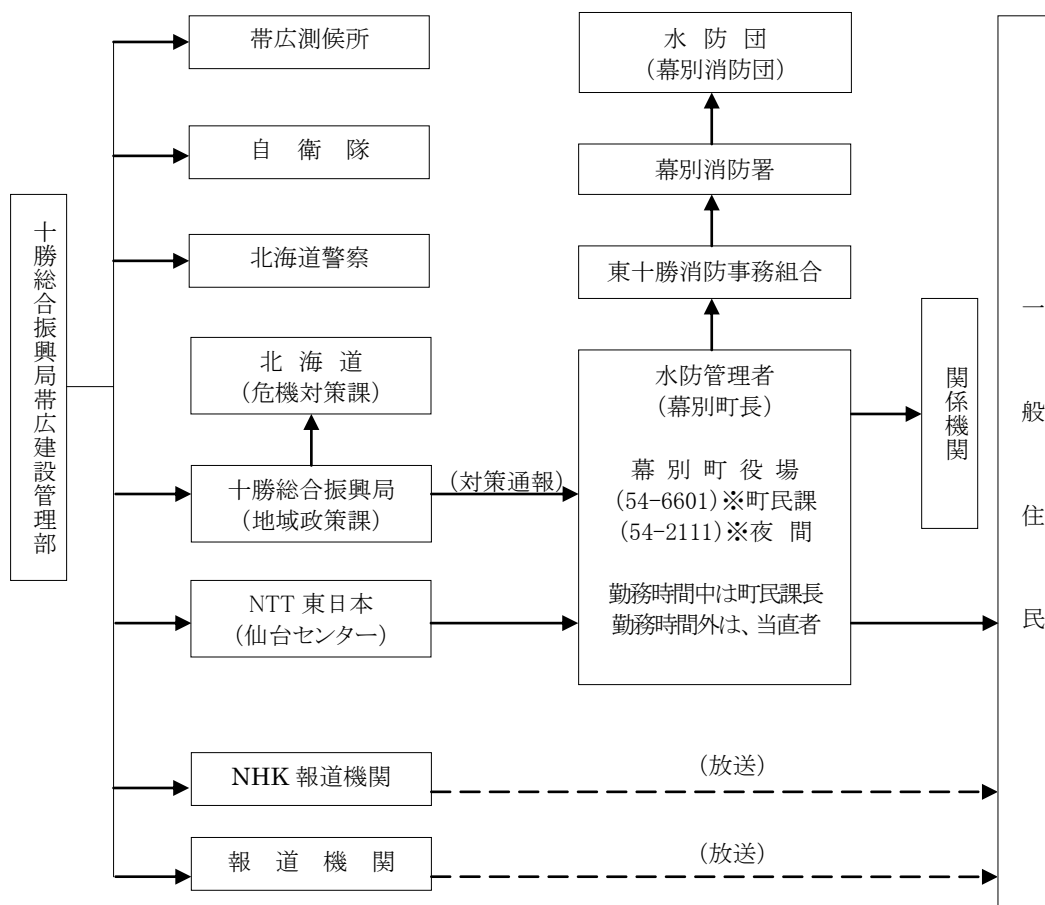 十勝総合振興局帯広建設管理部
帯広測候所
自 衛 隊
北海道警察
北 海 道
(危機対策課)
十勝総合振興局
(地域政策課)
NTT 東日本
(仙台センター)
NHK 報道機関
報 道 機 関
(対策通報)
水 防 団
(幕別消防団)
幕別消防署
東十勝消防事務組合
水防管理者
(幕別町長)
幕 別 町 役 場
(54-6601)※町民課
(54-2111)※夜 間
勤務時間中は町民課長
勤務時間外は、当直者
関係機関
(放送)
(放送)
一般住民